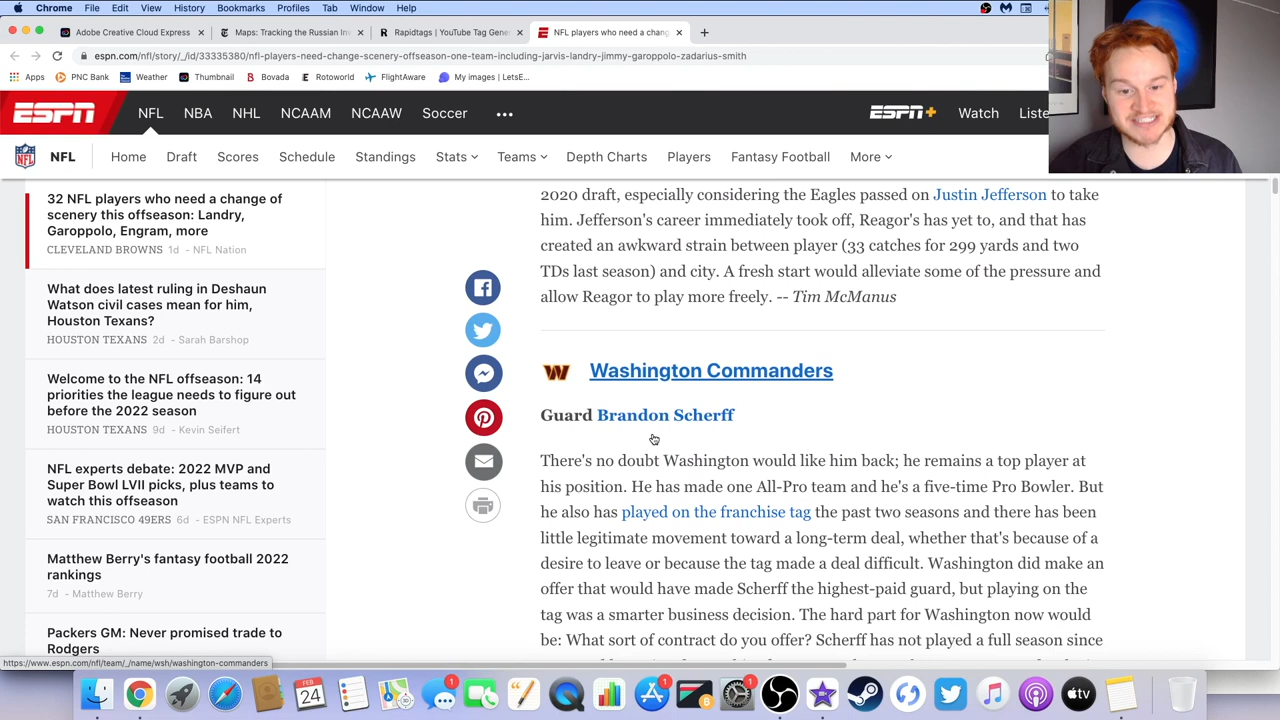 Chrome File Edit View History Bookmarks Profiles Tab Window Help
Adobe Creative Cloud Express Maps: Tracking the Russian In Rapidtags | YouTube Tag Gene NFL players who need a chang
espn.com/nfl/story/_/id/33335380/nfl-players-need-change-scenery-offseason-one-team-including-jarvis-landry-jimmy-garoppolo-zadarius-smith
Apps PNC Bank Weather Thumbnail Bovada Rotoworld FlightAware My images | LetsE...
ESPN NFL NBA NHL NCAAM NCAAW Soccer ••• ESPN+ Watch Liste
NFL Home Draft Scores Schedule Standings Stats Teams Depth Charts Players Fantasy Football More
32 NFL players who need a change of
scenery this offseason: Landry,
Garoppolo, Engram, more
CLEVELAND BROWNS 1d - NFL Nation
What does latest ruling in Deshaun
Watson civil cases mean for him,
Houston Texans?
HOUSTON TEXANS 2d - Sarah Barshop
Welcome to the NFL offseason: 14
priorities the league needs to figure out
before the 2022 season
HOUSTON TEXANS 9d - Kevin Seifert
NFL experts debate: 2022 MVP and
Super Bowl LVII picks, plus teams to
watch this offseason
SAN FRANCISCO 49ERS 6d - ESPN NFL Experts
Matthew Berry's fantasy football 2022
rankings
7d - Matthew Berry
Packers GM: Never promised trade to
Rodgers
2020 draft, especially considering the Eagles passed on Justin Jefferson to take
him. Jefferson's career immediately took off, Reagor's has yet to, and that has
created an awkward strain between player (33 catches for 299 yards and two
TDs last season) and city. A fresh start would alleviate some of the pressure and
allow Reagor to play more freely. -- Tim McManus
Washington Commanders
Guard Brandon Scherff
There's no doubt Washington would like him back; he remains a top player at
his position. He has made one All-Pro team and he's a five-time Pro Bowler. But
he also has played on the franchise tag the past two seasons and there has been
little legitimate movement toward a long-term deal, whether that's because of a
desire to leave or because the tag made a deal difficult. Washington did make an
offer that would have made Scherff the highest-paid guard, but playing on the
tag was a smarter business decision. The hard part for Washington now would
be: What sort of contract do you offer? Scherff has not played a full season since
https://www.espn.com/nfl/team/_/name/wsh/washington-commanders
FEB
24
1
1
1
tv